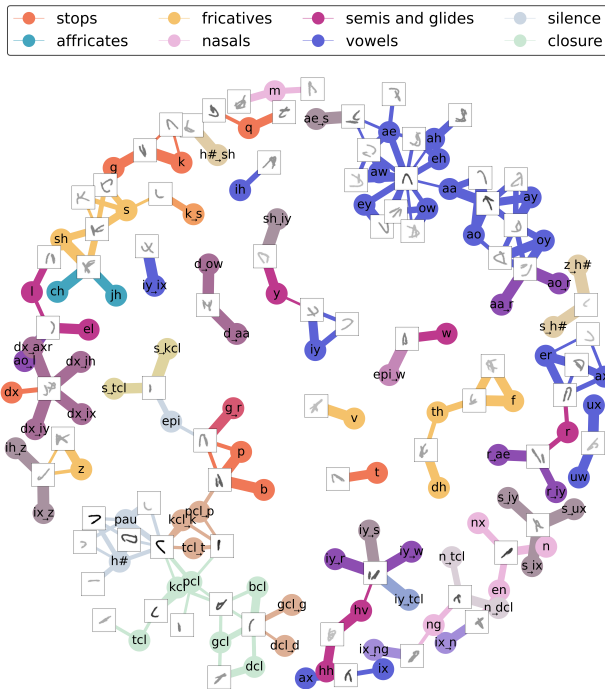 stops fricatives semis and glides silence
affricates nasals vowels closure
m
q
ae_s
ae
ah
eh
h#_sh
k
g
aw
ih
aa
ay
ey
ow
s
k_s
sh_iy
ao
oy
sh
z_h#
d_ow
ao_r
ch
jh
iy_ix
l
y
aa_r
el
w
s_h#
dx_axr
ao_l
dx_jh
s_kcl
iy
er
epi_w
ax
dx
s_tcl
dx_ix
g_r
th
f
ux
epi
v
dx_iy
r
ih_z
p
r_ae
z
t
uw
b
dh
r_iy
s_jy
s_ux
ix_z
pcl_p
pau
kcl_k
nx
iy_s
n
tcl_t
iy_r
iy_w
n_tcl
h#
s_ix
kcl
pcl
bcl
en
iy_tcl
gcl_g
n_dcl
hv
ng
tcl
gcl
dcl_d
ix_n
ix_ng
dcl
hh
ix
ax